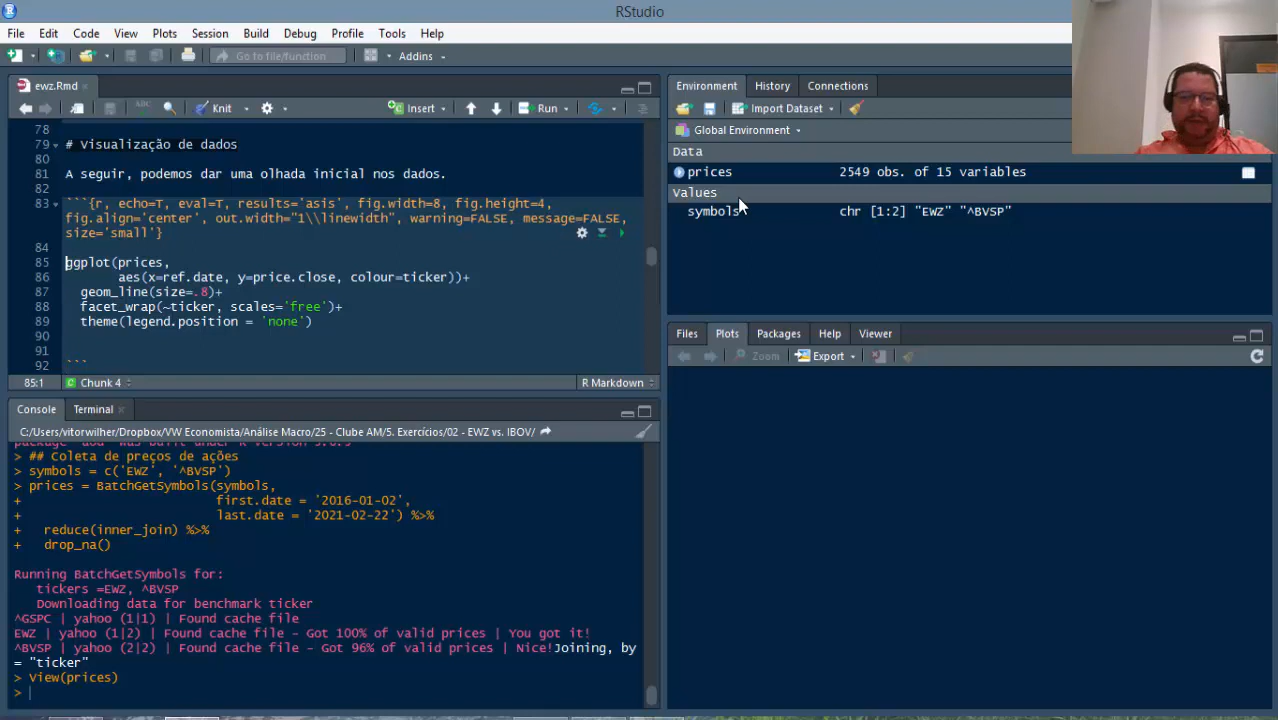 RStudio
File Edit Code View Plots Session Build Debug Profile Tools Help
Go to file/function Addins
ewz.Rmd
ABC Knit Insert Run
78
79 # Visualização de dados
80
81 A seguir, podemos dar uma olhada inicial nos dados.
82
83 ```{r, echo=T, eval=T, results='asis', fig.width=8, fig.height=4,
fig.align='center', out.width="1\\linewidth", warning=FALSE, message=FALSE,
size='small'}
84
85 ggplot(prices,
86 aes(x=ref.date, y=price.close, colour=ticker))+
87 geom_line(size=.8)+
88 facet_wrap(~ticker, scales='free')+
89 theme(legend.position = 'none')
90
91
92 ```
85:1 Chunk 4 R Markdown
Console Terminal
C:/Users/vitorwilher/Dropbox/VW Economista/Análise Macro/25 - Clube AM/5. Exercícios/02 - EWZ vs. IBOV/
> ## Coleta de preços de ações
> symbols = c('EWZ', '^BVSP')
> prices = BatchGetSymbols(symbols,
+ first.date = '2016-01-02',
+ last.date = '2021-02-22') %>%
+ reduce(inner_join) %>%
+ drop_na()
Running BatchGetSymbols for:
tickers =EWZ, ^BVSP
Downloading data for benchmark ticker
^GSPC | yahoo (1|1) | Found cache file
EWZ | yahoo (1|2) | Found cache file - Got 100% of valid prices | You got it!
^BVSP | yahoo (2|2) | Found cache file - Got 96% of valid prices | Nice!Joining, by
= "ticker"
> View(prices)
>
Environment History Connections
Import Dataset
Global Environment
Data
prices 2549 obs. of 15 variables
Values
symbols chr [1:2] "EWZ" "^BVSP"
Files Plots Packages Help Viewer
Zoom Export